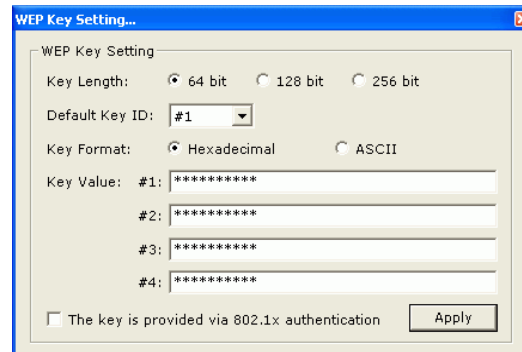 WEP Key Setting...
WEP Key Setting
Key Length: 64 bit 128 bit 256 bit
Default Key ID: #1
Key Format: Hexadecimal ASCII
Key Value: #1: **********
#2: **********
#3: **********
#4: **********
The key is provided via 802.1x authentication Apply